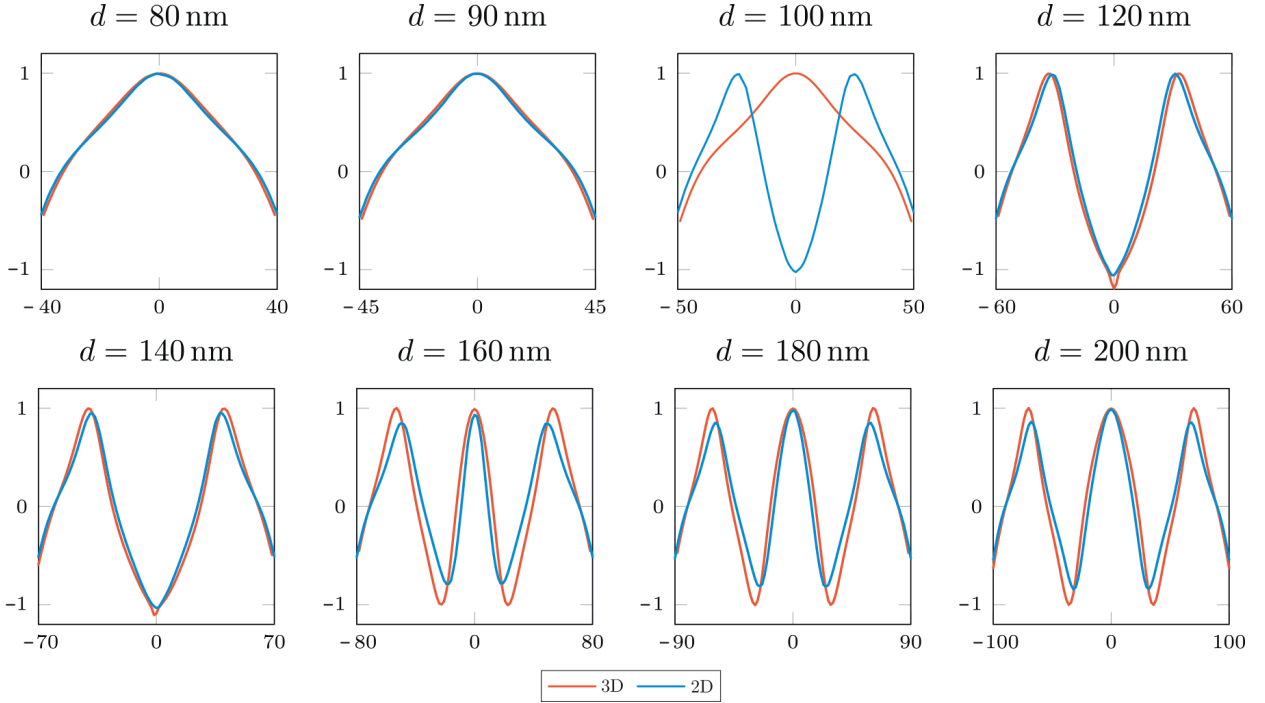 d = 80 nm d = 90 nm d = 100 nm d = 120 nm
1 1 1 1
0 0 0 0
−1 −1 −1 −1
−40 0 40 −45 0 45 −50 0 50 −60 0 60
d = 140 nm d = 160 nm d = 180 nm d = 200 nm
1 1 1 1
0 0 0 0
−1 −1 −1 −1
−70 0 70 −80 0 80 −90 0 90 −100 0 100
3D 2D